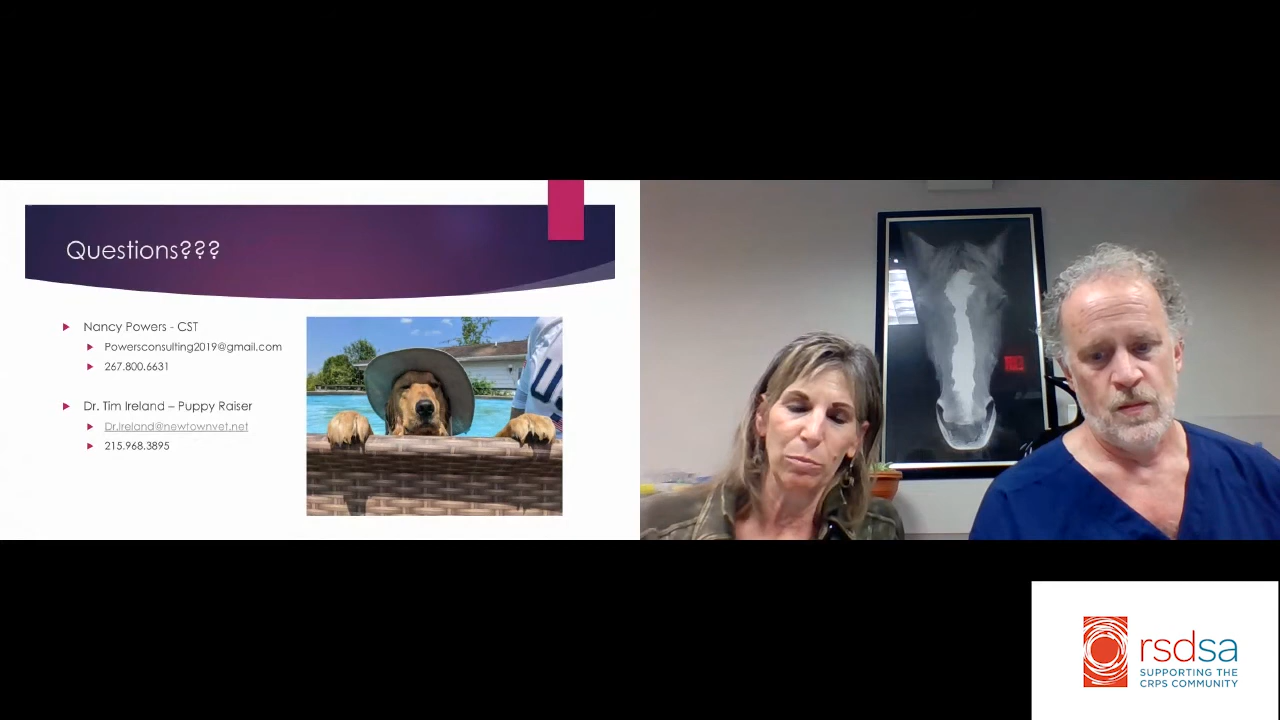 Questions???
Nancy Powers - CST
Powersconsulting2019@gmail.com
267.800.6631
Dr. Tim Ireland – Puppy Raiser
Dr.Ireland@newtownvet.net
215.968.3895
U
rsdsa
SUPPORTING THE
CRPS COMMUNITY